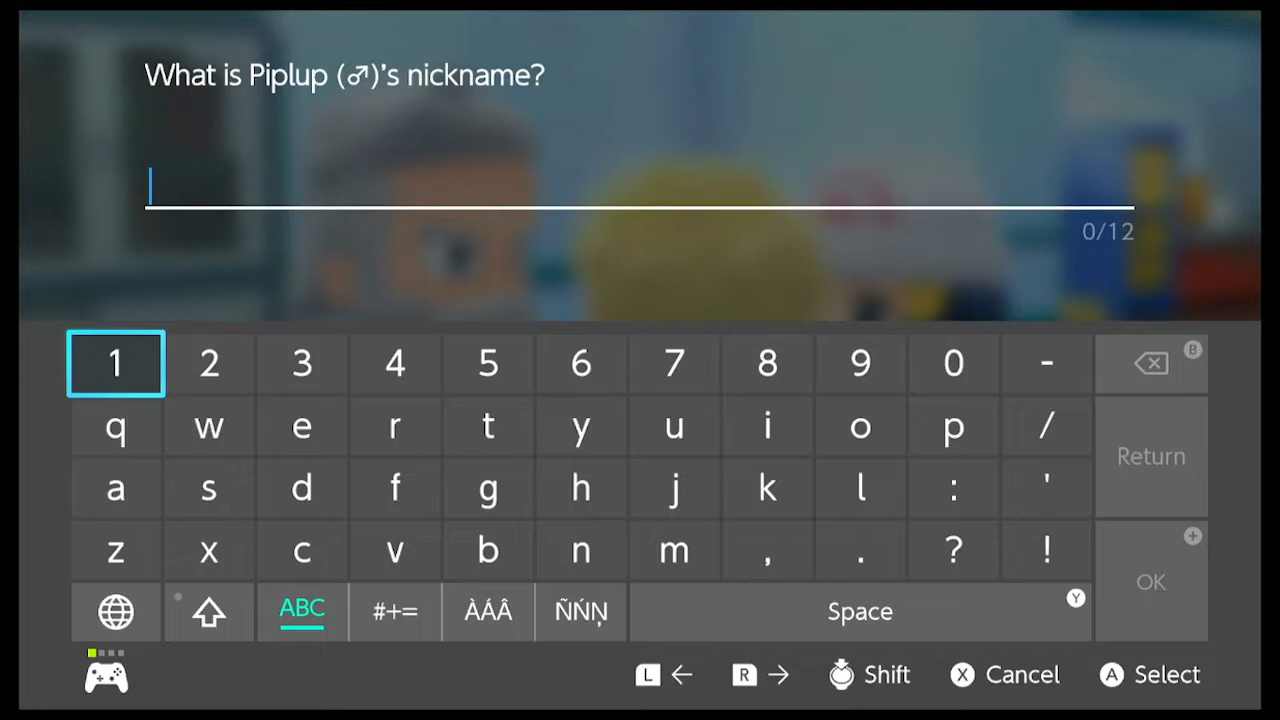 What is Piplup (♂)'s nickname?
0/12
1 2 3 4 5 6 7 8 9 0 -
B
q w e r t y u i o p /
Return
a s d f g h j k l : '
z x c v b n m , . ? !
+
OK
ABC #+= ÀÁÂ ÑŃŅ Space Y
L ← R → Shift X Cancel A Select